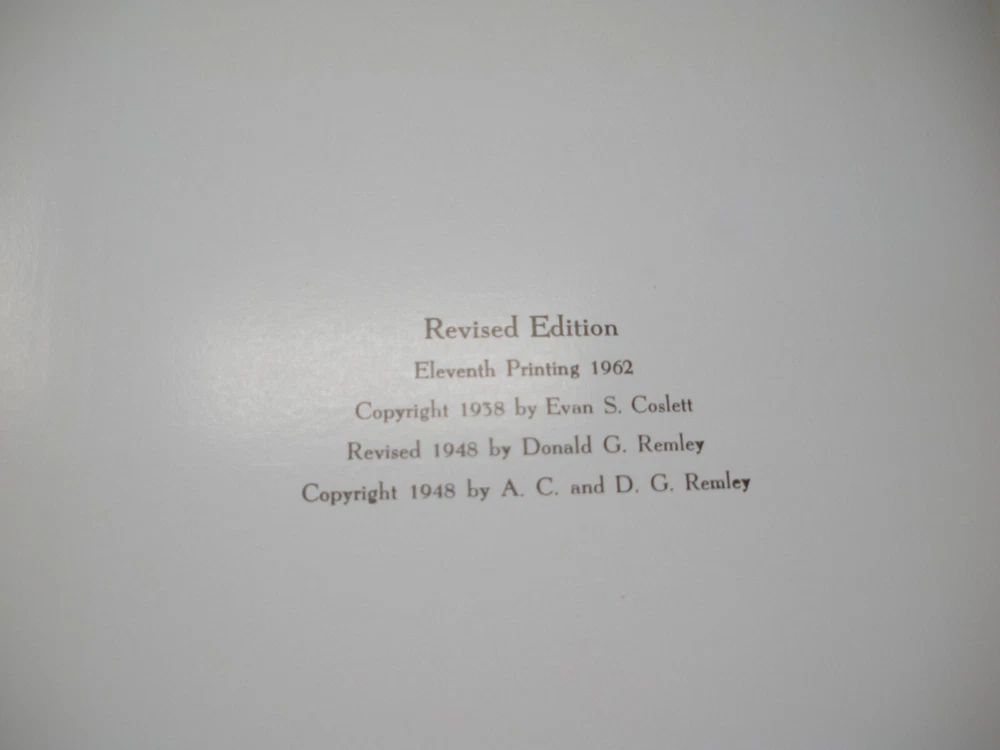 Revised Edition
Eleventh Printing 1962
Copyright 1938 by Evan S. Coslett
Revised 1948 by Donald G. Remley
Copyright 1948 by A. C. and D. G. Remley